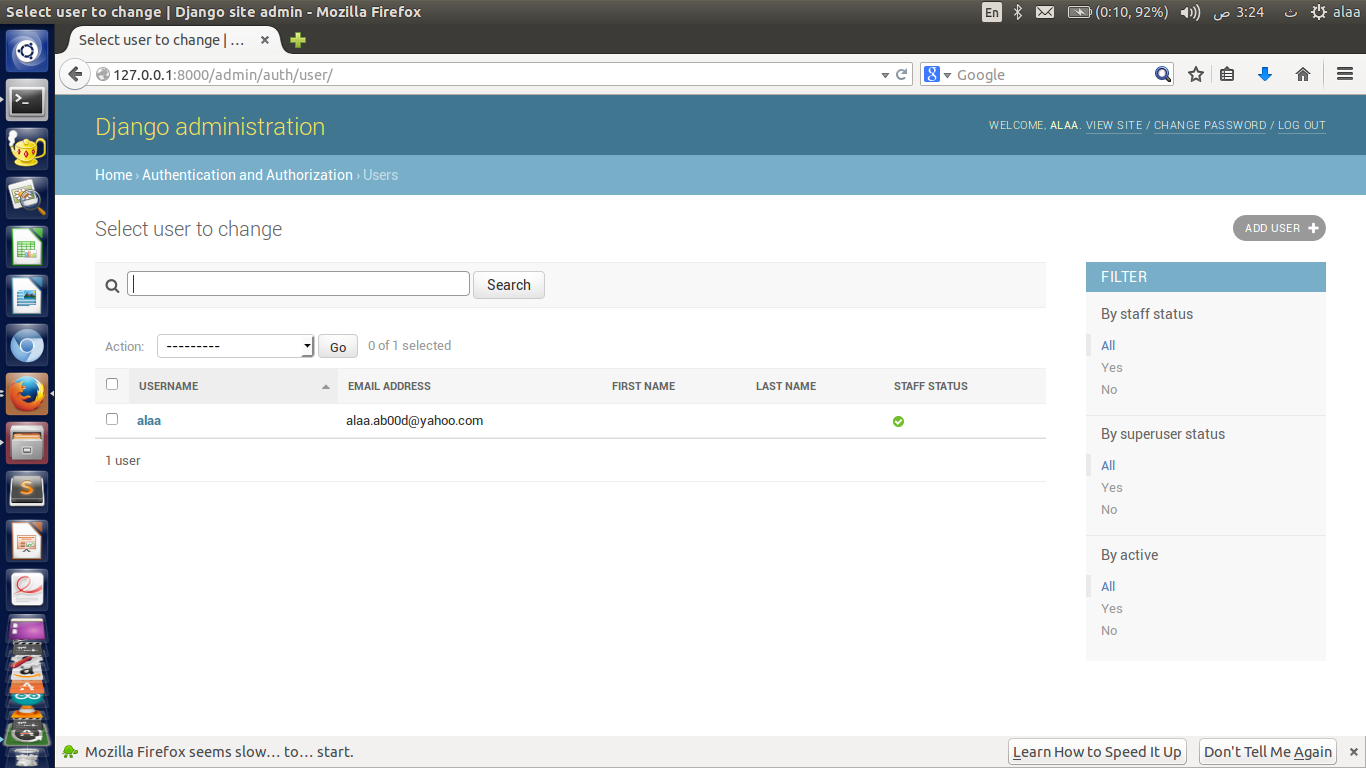 Select user to change | Django site admin - Mozilla Firefox
En (0:10, 92%) 3:24 ص ث alaa
Select user to change | ...
127.0.0.1:8000/admin/auth/user/
Google
Django administration
WELCOME, ALAA. VIEW SITE / CHANGE PASSWORD / LOG OUT
Home › Authentication and Authorization › Users
Select user to change
ADD USER
Search
Action: --------- Go 0 of 1 selected
USERNAME EMAIL ADDRESS FIRST NAME LAST NAME STAFF STATUS
alaa alaa.ab00d@yahoo.com
1 user
FILTER
By staff status
All
Yes
No
By superuser status
All
Yes
No
By active
All
Yes
No
Mozilla Firefox seems slow... to... start.
Learn How to Speed It Up
Don't Tell Me Again